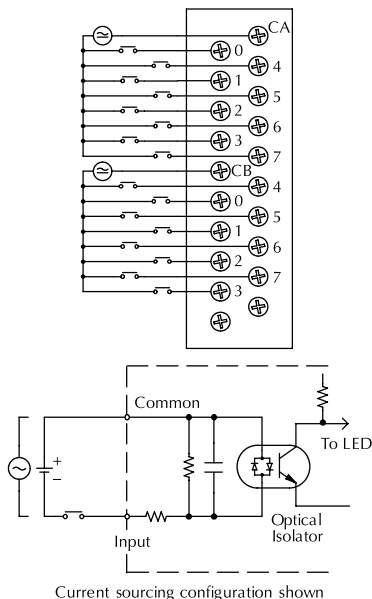 CA
0
4
1
5
2
6
3
7
CB
4
0
5
1
6
2
7
3
Common
+
−
To LED
Input
Optical
Isolator
Current sourcing configuration shown